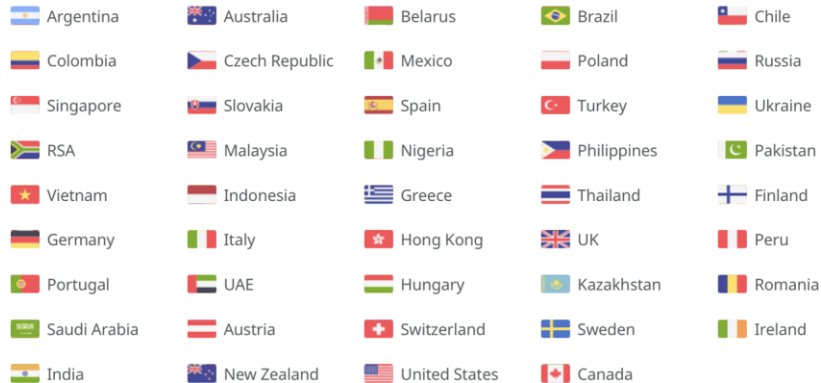 Argentina Australia Belarus Brazil Chile
Colombia Czech Republic Mexico Poland Russia
Singapore Slovakia Spain Turkey Ukraine
RSA Malaysia Nigeria Philippines Pakistan
Vietnam Indonesia Greece Thailand Finland
Germany Italy Hong Kong UK Peru
Portugal UAE Hungary Kazakhstan Romania
Saudi Arabia Austria Switzerland Sweden Ireland
India New Zealand United States Canada